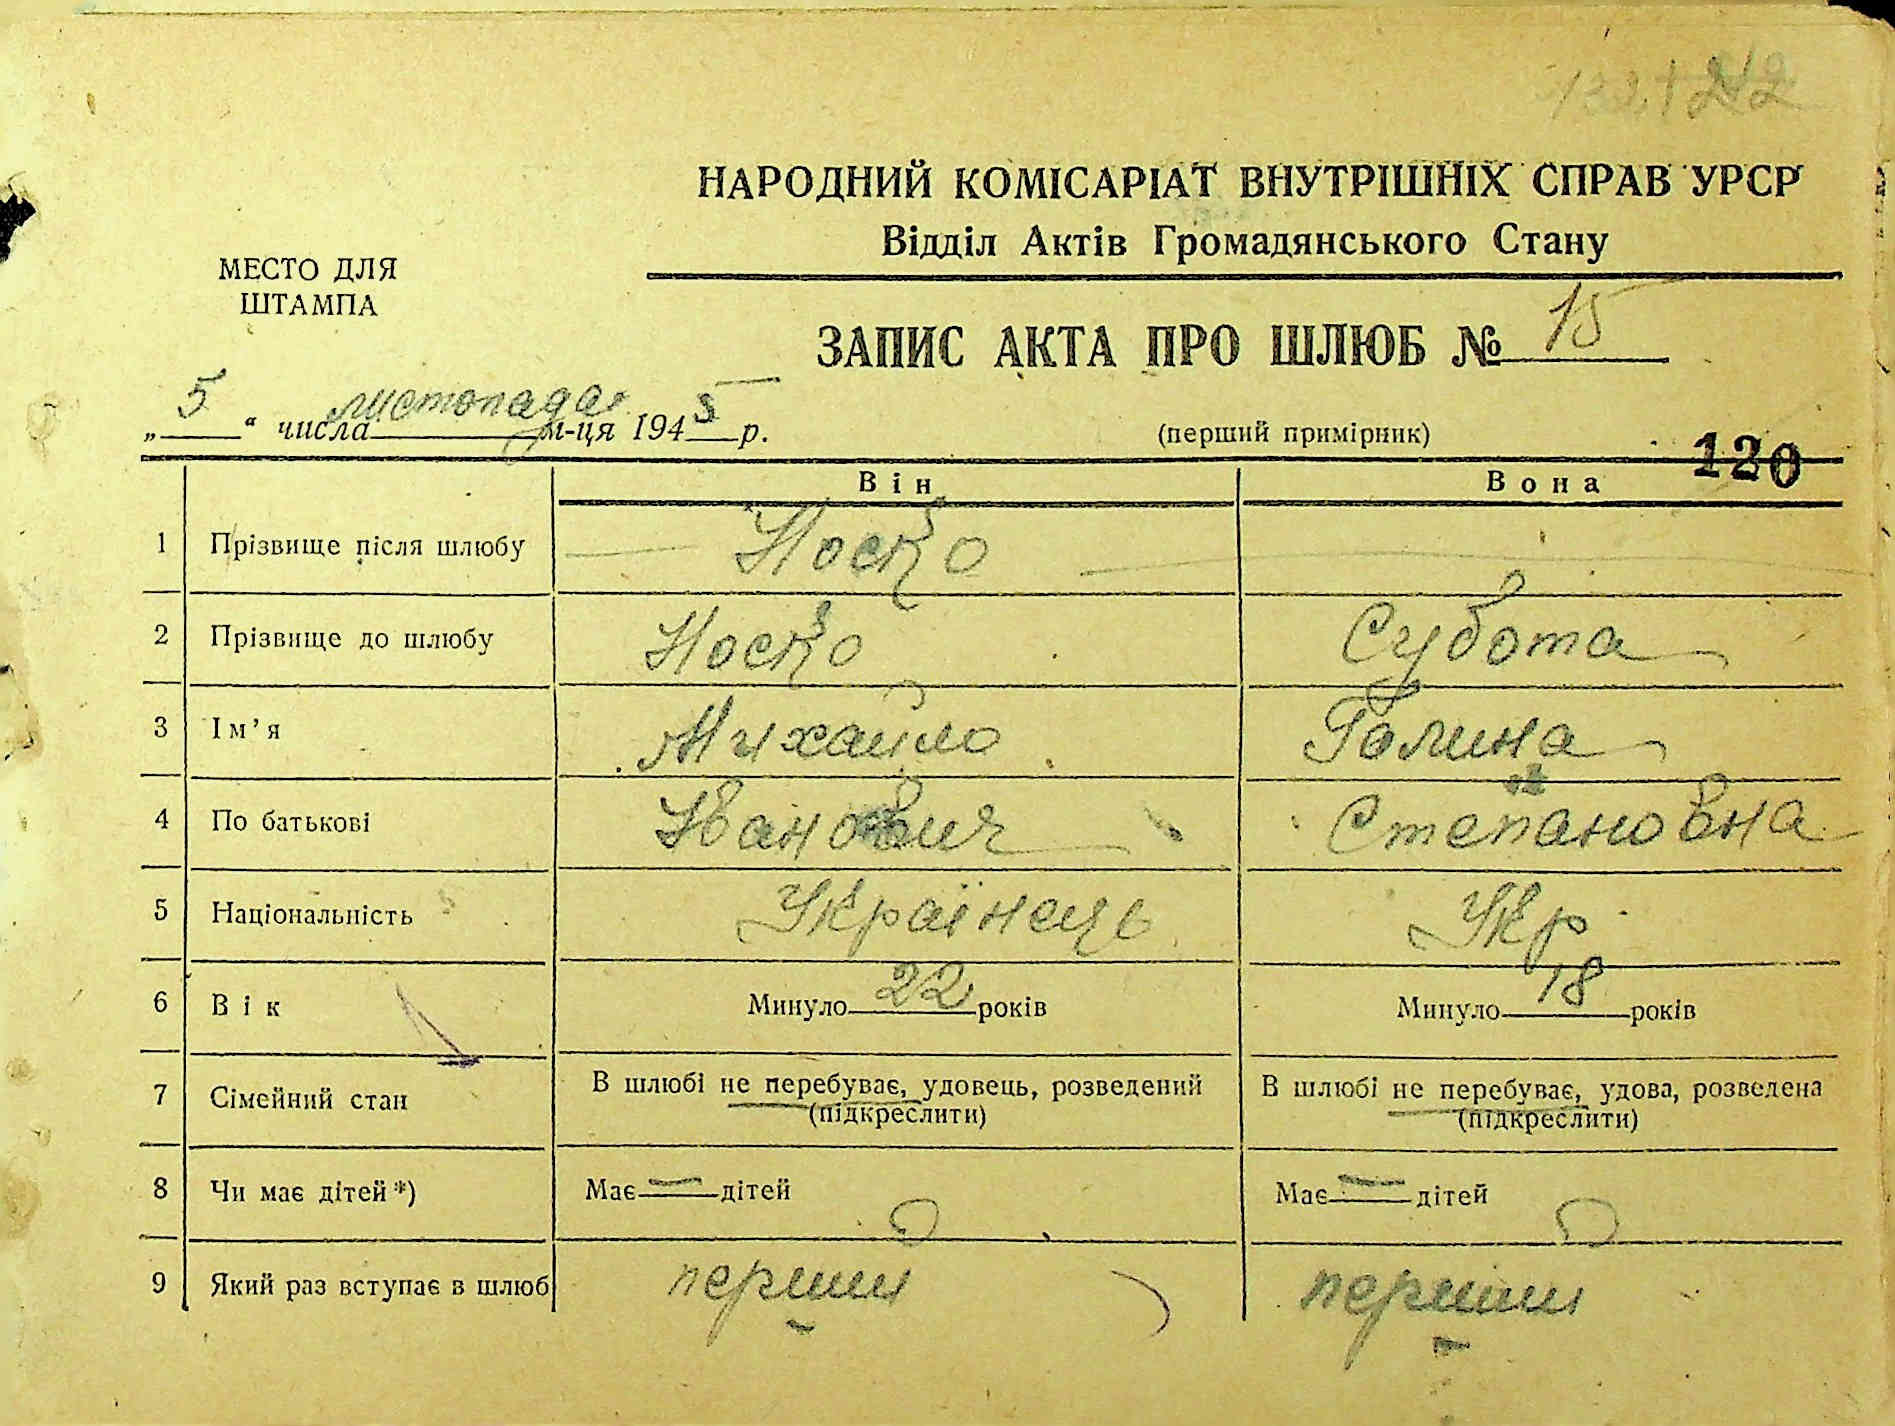 НАРОДНИЙ КОМІСАРІАТ ВНУТРІШНІХ СПРАВ УРСР
Відділ Актів Громадянського Стану
МЕСТО ДЛЯ
ШТАМПА
ЗАПИС АКТА ПРО ШЛЮБ № 15
„ 5 “ числа листопада м-ця 1945 р.
(перший примірник)
120
Він Вона
1 Прізвище після шлюбу Носко
2 Прізвище до шлюбу Носко Субота
3 Ім’я Михайло Галина
4 По батькові Іванович Степановна
5 Національність Українець Укр
6 Вік Минуло 22 років Минуло 18 років
7 Сімейний стан В шлюбі не перебуває, удовець, розведений В шлюбі не перебуває, удова, розведена
(підкреслити) (підкреслити)
8 Чи має дітей*) Має — дітей Має — дітей
9 Який раз вступає в шлюб перший перший